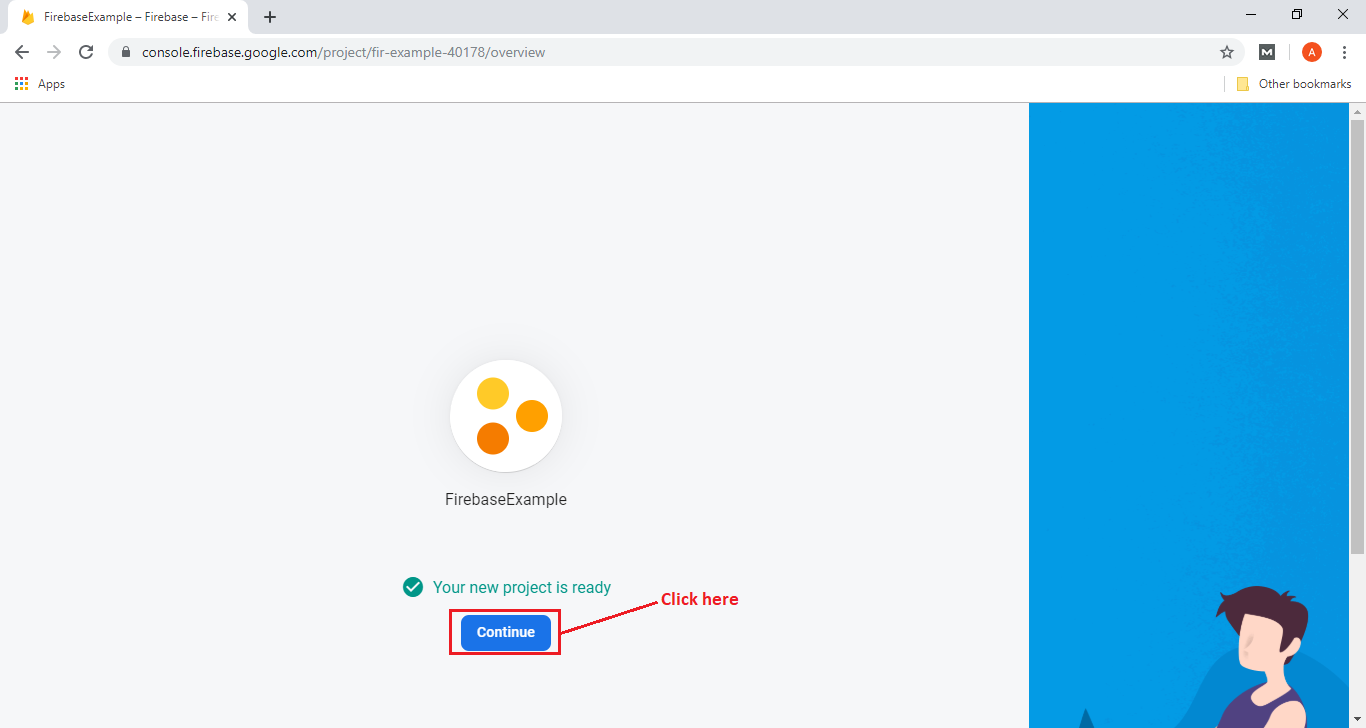 FirebaseExample – Firebase – Fire
console.firebase.google.com/project/fir-example-40178/overview
M
A
Apps
Other bookmarks
FirebaseExample
Your new project is ready
Click here
Continue